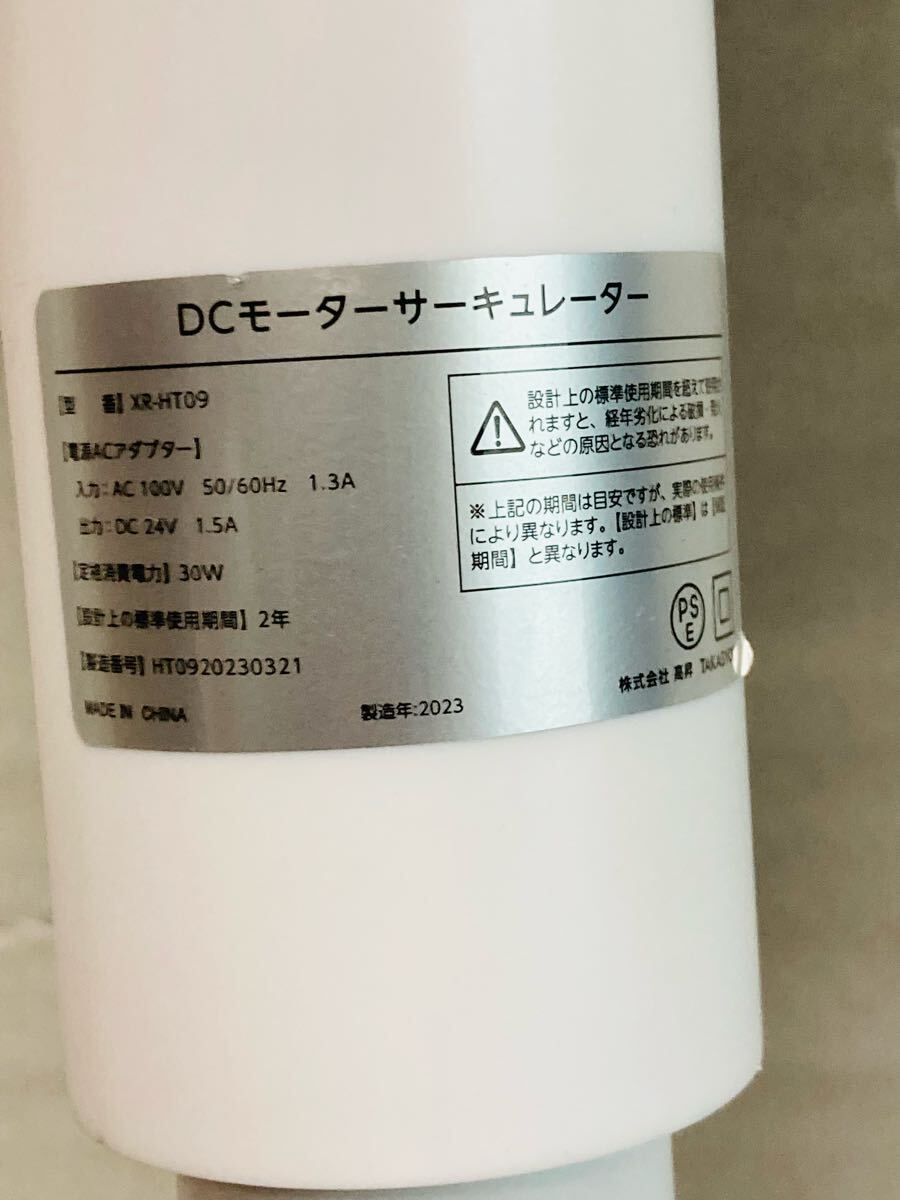 DCモーターサーキュレーター
【型 番】XR-HT09
【電源ACアダプター】
入力:AC 100V 50/60Hz 1.3A
出力:DC 24V 1.5A
【定格消費電力】30W
【設計上の標準使用期間】2年
【製造番号】HT0920230321
MADE IN CHINA
製造年:2023
設計上の標準使用期間を超えて
れますと、経年劣化による破損・
などの原因となる恐れがあります。
※上記の期間は目安ですが、実際の使用
により異なります。【設計上の標準】は
期間】と異なります。
PS
E
株式会社 高昇